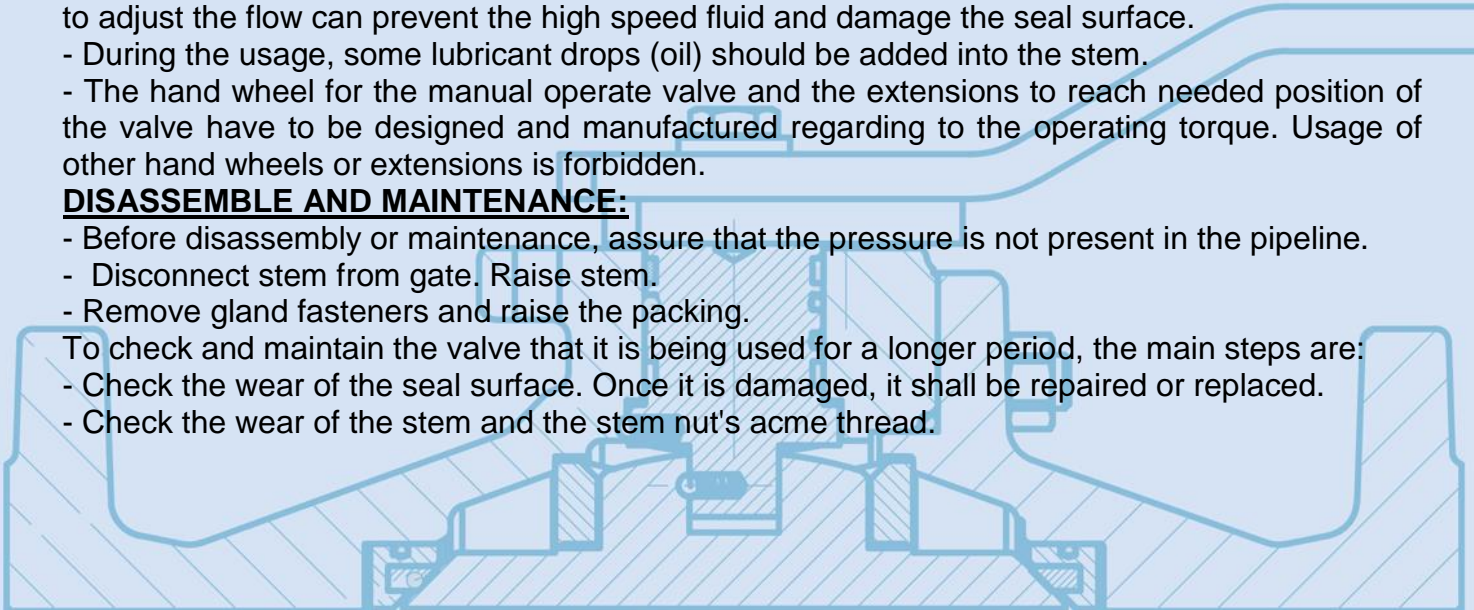 to adjust the flow can prevent the high speed fluid and damage the seal surface.
- During the usage, some lubricant drops (oil) should be added into the stem.
- The hand wheel for the manual operate valve and the extensions to reach needed position of
the valve have to be designed and manufactured regarding to the operating torque. Usage of
other hand wheels or extensions is forbidden.
DISASSEMBLE AND MAINTENANCE:
- Before disassembly or maintenance, assure that the pressure is not present in the pipeline.
-  Disconnect stem from gate. Raise stem.
- Remove gland fasteners and raise the packing.
To check and maintain the valve that it is being used for a longer period, the main steps are:
- Check the wear of the seal surface. Once it is damaged, it shall be repaired or replaced.
- Check the wear of the stem and the stem nut's acme thread.